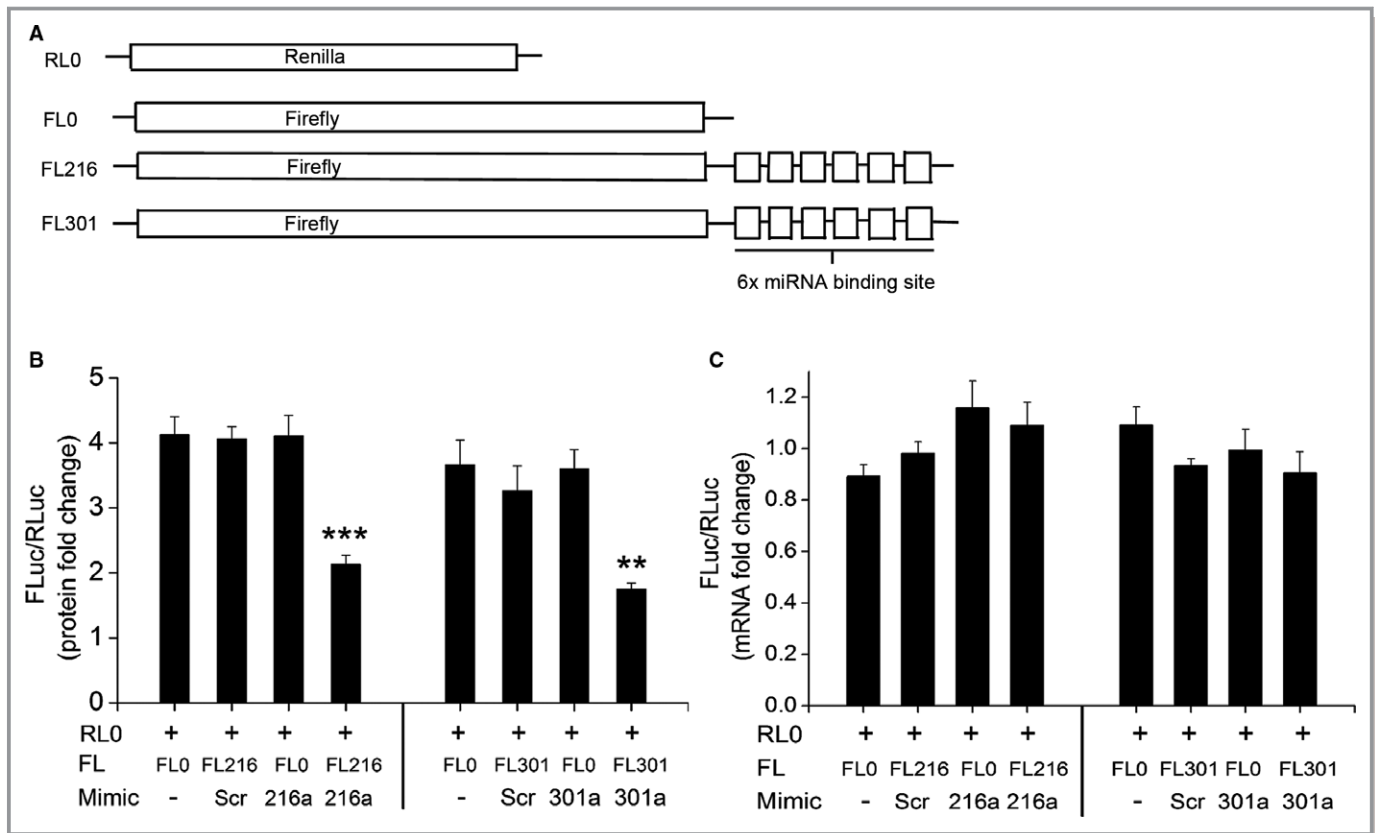 A
RL0 Renilla
FL0 Firefly
FL216 Firefly
FL301 Firefly
6x miRNA binding site
B
FLuc/RLuc
(protein fold change)
5
4
3
2
1
0
*** **
RL0 + + + + + + + +
FL FL0 FL216 FL0 FL216 FL0 FL301 FL0 FL301
Mimic - Scr 216a 216a - Scr 301a 301a
C
FLuc/RLuc
(mRNA fold change)
1.2
1.0
0.8
0.6
0.4
0.2
0.0
RL0 + + + + + + + +
FL FL0 FL216 FL0 FL216 FL0 FL301 FL0 FL301
Mimic - Scr 216a 216a - Scr 301a 301a